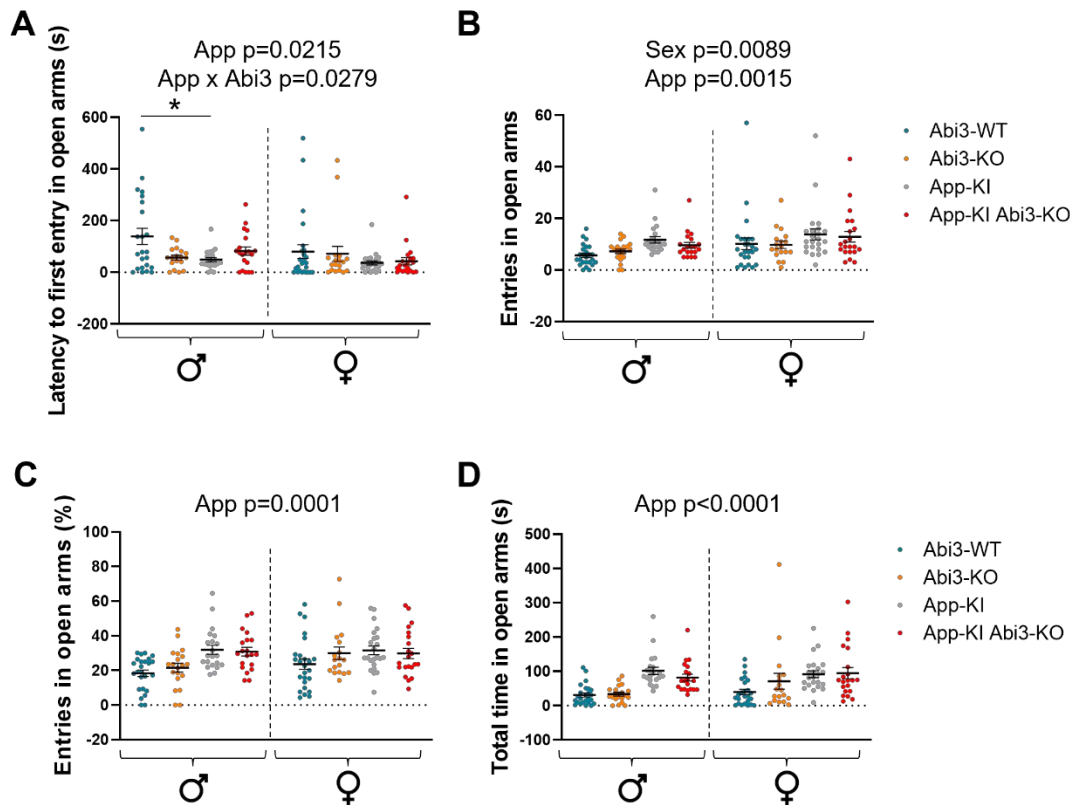 A
App p=0.0215
App x Abi3 p=0.0279
Latency to first entry in open arms (s)
600
400
200
0
-200
*
♂
♀
B
Sex p=0.0089
App p=0.0015
Entries in open arms
60
40
20
0
-20
♂
♀
Abi3-WT
Abi3-KO
App-KI
App-KI Abi3-KO
C
App p=0.0001
Entries in open arms (%)
100
80
60
40
20
0
-20
♂
♀
D
App p<0.0001
Total time in open arms (s)
500
400
300
200
100
0
-100
♂
♀
Abi3-WT
Abi3-KO
App-KI
App-KI Abi3-KO